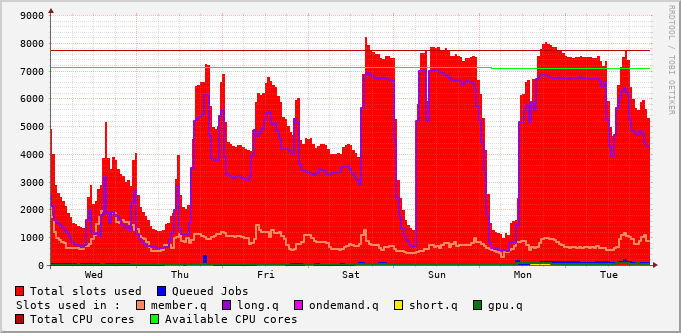 9000
8000
7000
6000
5000
4000
3000
2000
1000
0
Wed Thu Fri Sat Sun Mon Tue
RRDTOOL / TOBI OETIKER
Total slots used Queued Jobs
Slots used in : member.q long.q ondemand.q short.q gpu.q
Total CPU cores Available CPU cores